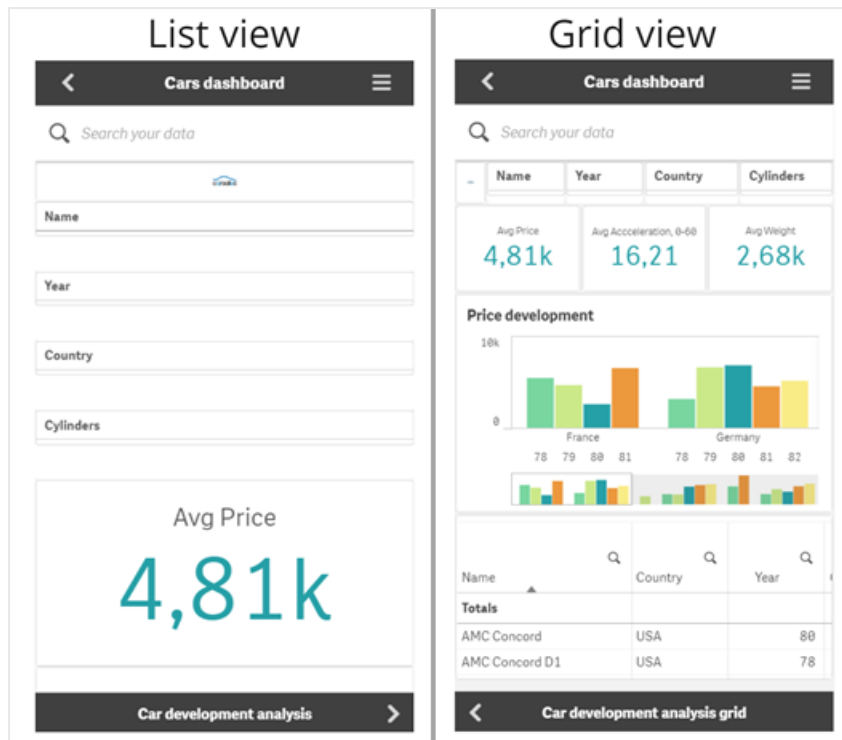 List view
Cars dashboard
Search your data
Name
Year
Country
Cylinders
Avg Price
4,81k
Car development analysis
Grid view
Cars dashboard
Search your data
Name Year Country Cylinders
Avg Price Avg Accceleration, 0-60 Avg Weight
4,81k 16,21 2,68k
Price development
10k
0
France Germany
78 79 80 81 78 79 80 81 82
Name Country Year
Totals
AMC Concord USA 80
AMC Concord D1 USA 78
Car development analysis grid